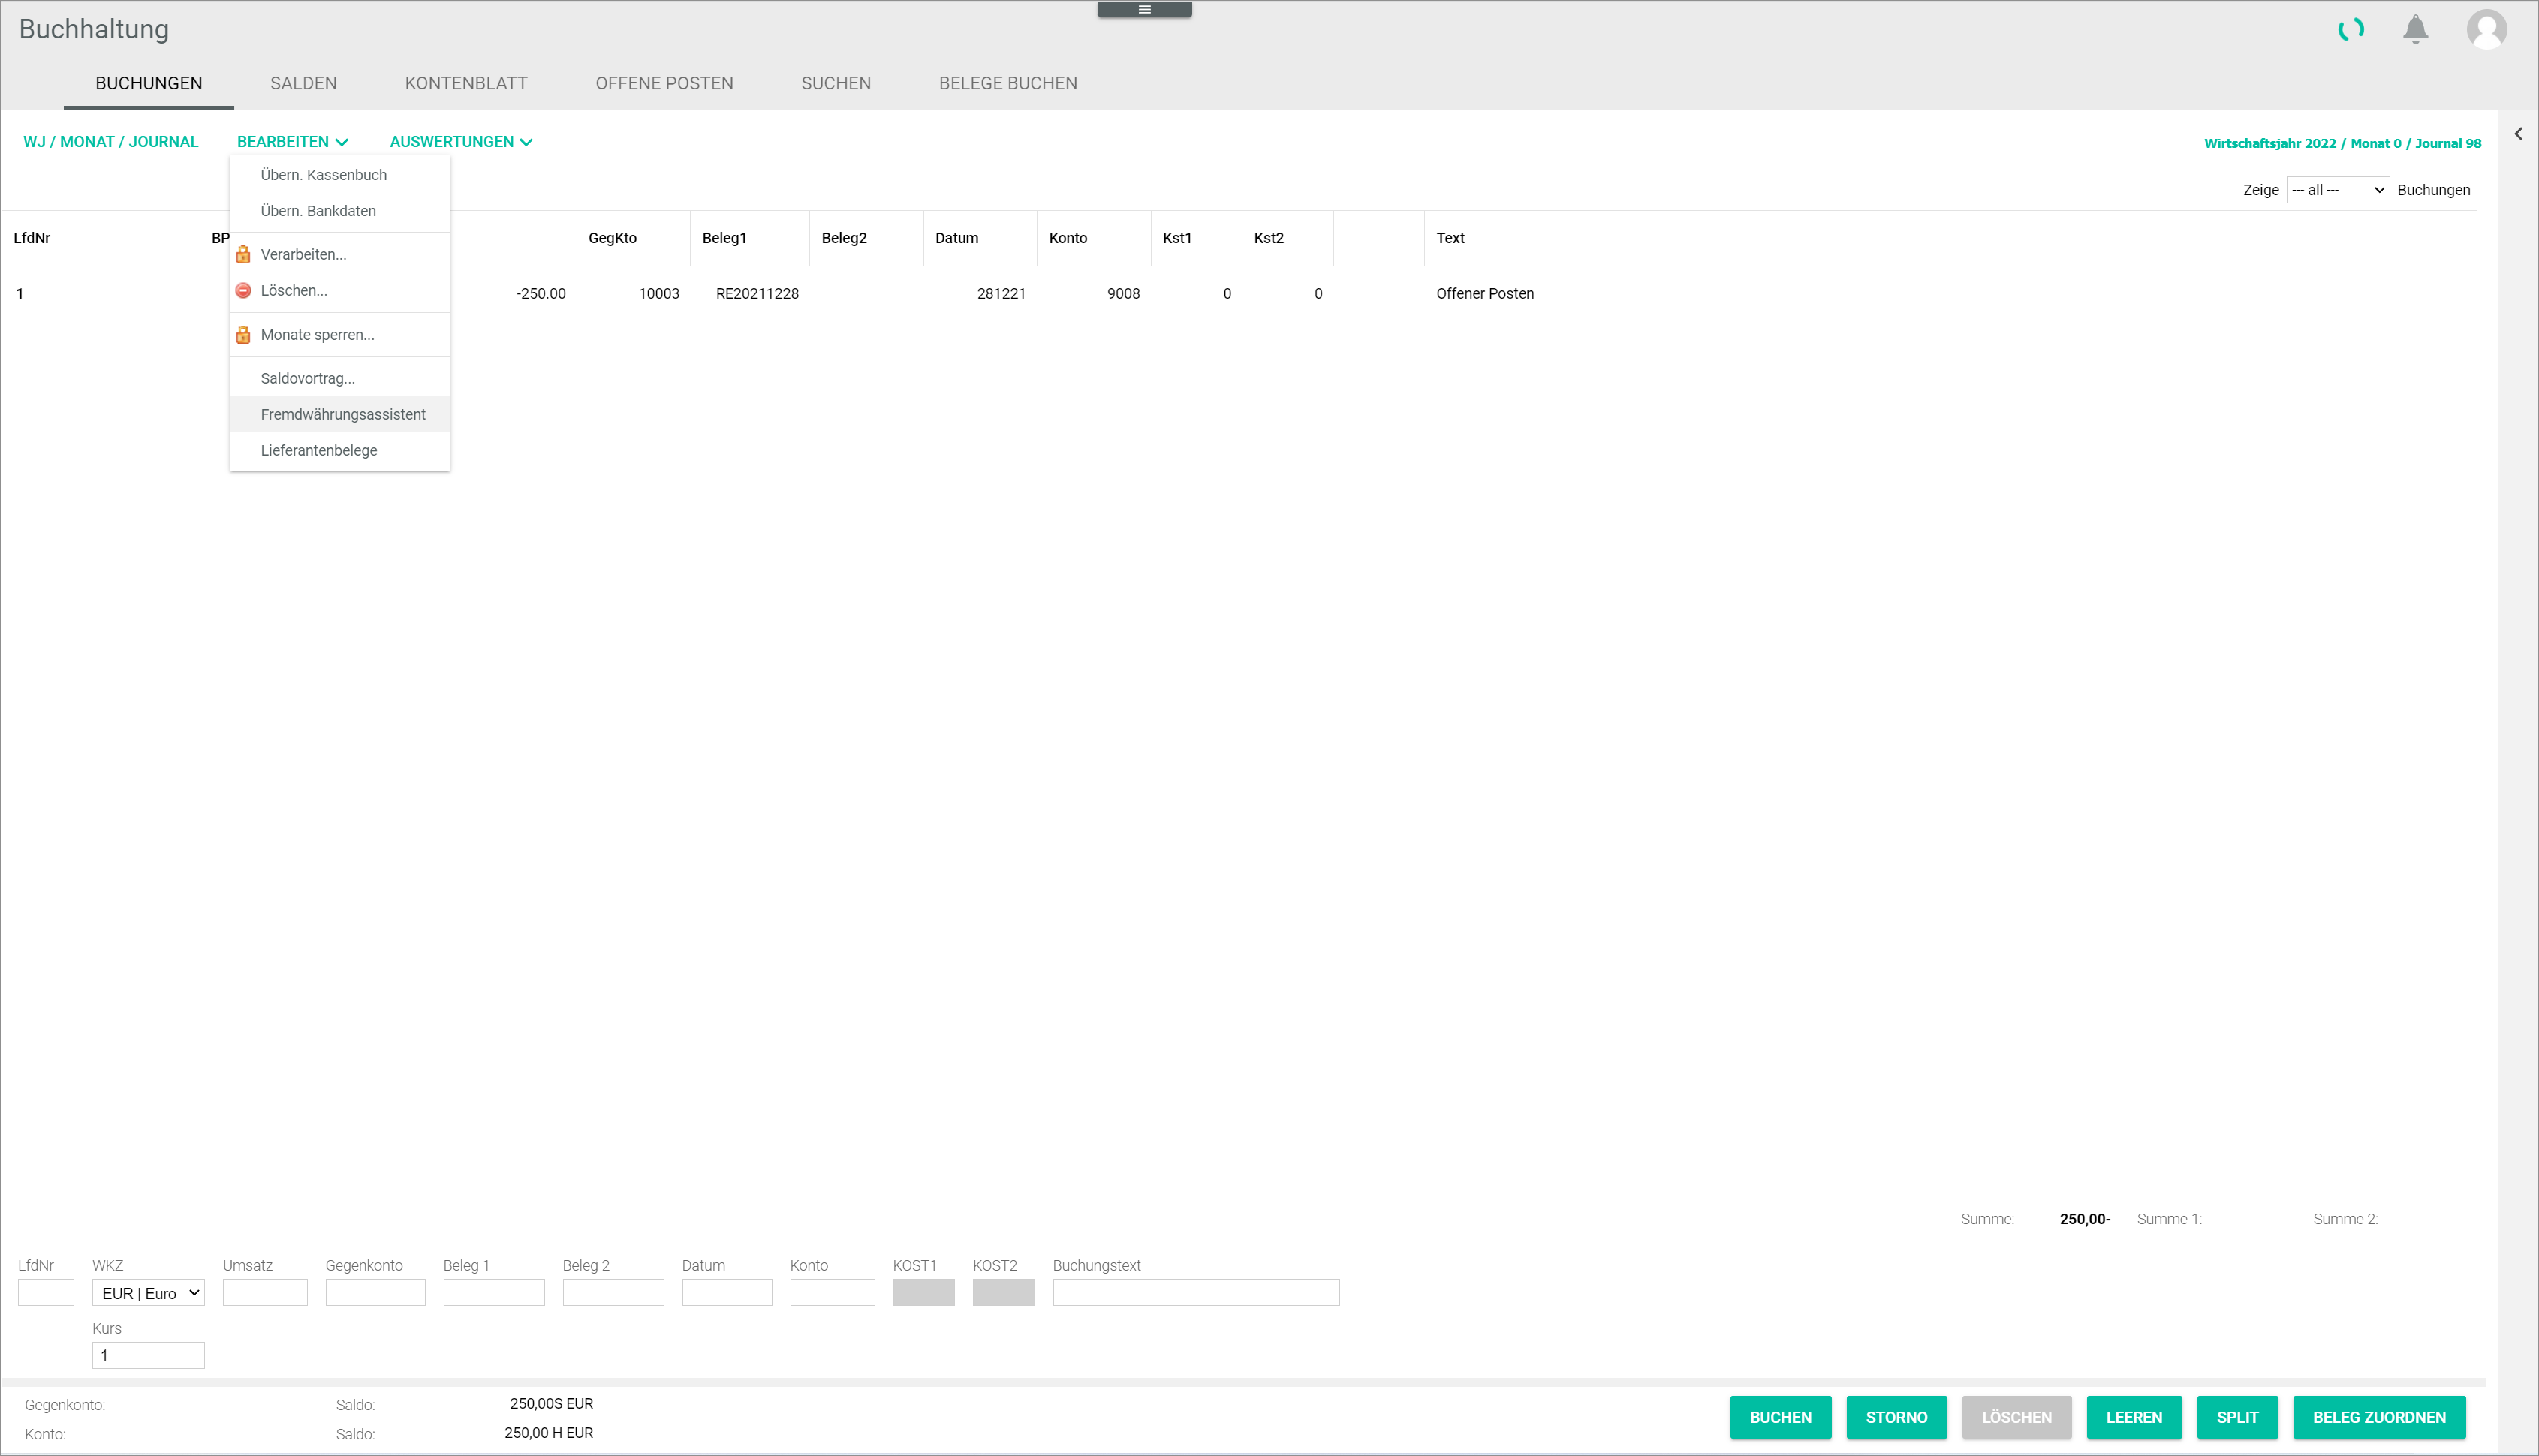 Buchhaltung
BUCHUNGEN SALDEN KONTENBLATT OFFENE POSTEN SUCHEN BELEGE BUCHEN
WJ / MONAT / JOURNAL BEARBEITEN AUSWERTUNGEN Wirtschaftsjahr 2022 / Monat 0 / Journal 98
Übern. Kassenbuch
Übern. Bankdaten
Verarbeiten...
Löschen...
Monate sperren...
Saldovortrag...
Fremdwährungsassistent
Lieferantenbelege
Zeige --- all --- Buchungen
LfdNr BP GegKto Beleg1 Beleg2 Datum Konto Kst1 Kst2 Text
1 -250.00 10003 RE20211228 281221 9008 0 0 Offener Posten
Summe: 250,00- Summe 1: Summe 2:
LfdNr WKZ Umsatz Gegenkonto Beleg 1 Beleg 2 Datum Konto KOST1 KOST2 Buchungstext
EUR | Euro
Kurs
1
Gegenkonto: Saldo: 250,00S EUR
Konto: Saldo: 250,00 H EUR
BUCHEN STORNO LÖSCHEN LEEREN SPLIT BELEG ZUORDNEN